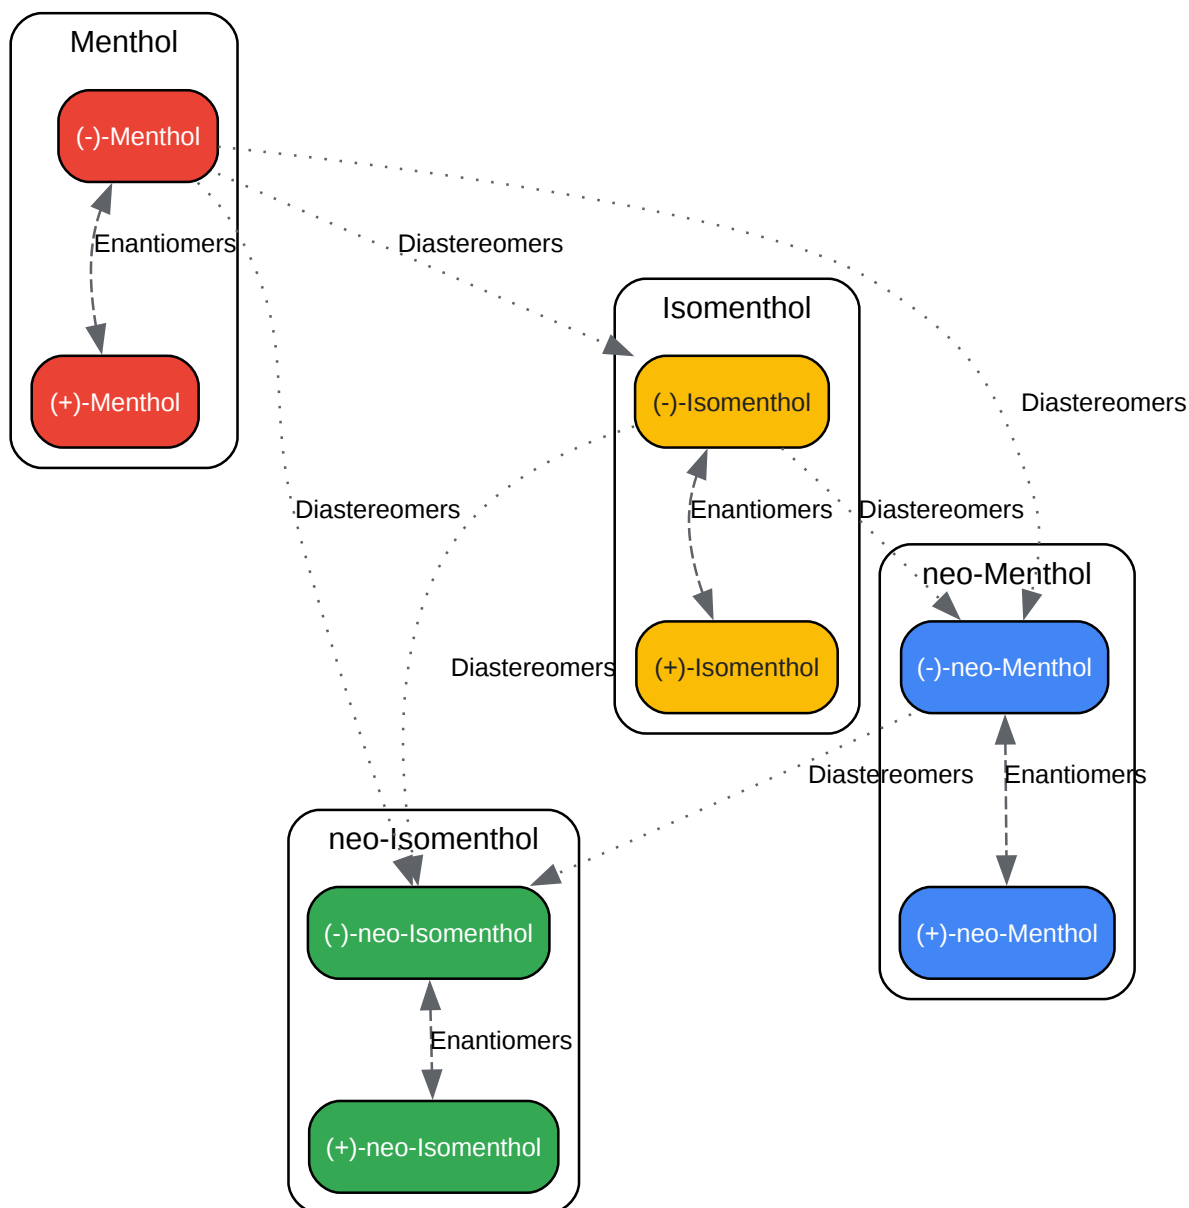 Menthol
(-)-Menthol
Enantiomers
Diastereomers
Isomenthol
(+)-Menthol
(-)-Isomenthol
Diastereomers
Diastereomers
Enantiomers
Diastereomers
neo-Menthol
Diastereomers
(+)-Isomenthol
(-)-neo-Menthol
Diastereomers
Enantiomers
neo-Isomenthol
(-)-neo-Isomenthol
(+)-neo-Menthol
Enantiomers
(+)-neo-Isomenthol